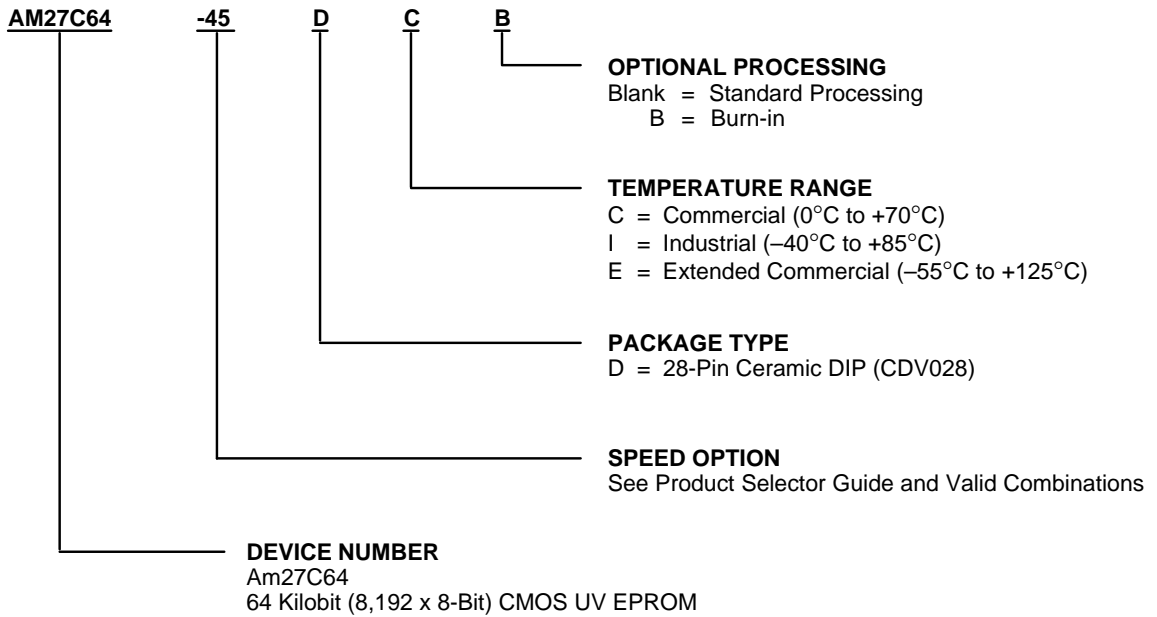 AM27C64 -45 D C B
OPTIONAL PROCESSING
Blank = Standard Processing
B = Burn-in
TEMPERATURE RANGE
C = Commercial (0°C to +70°C)
I = Industrial (–40°C to +85°C)
E = Extended Commercial (–55°C to +125°C)
PACKAGE TYPE
D = 28-Pin Ceramic DIP (CDV028)
SPEED OPTION
See Product Selector Guide and Valid Combinations
DEVICE NUMBER
Am27C64
64 Kilobit (8,192 x 8-Bit) CMOS UV EPROM